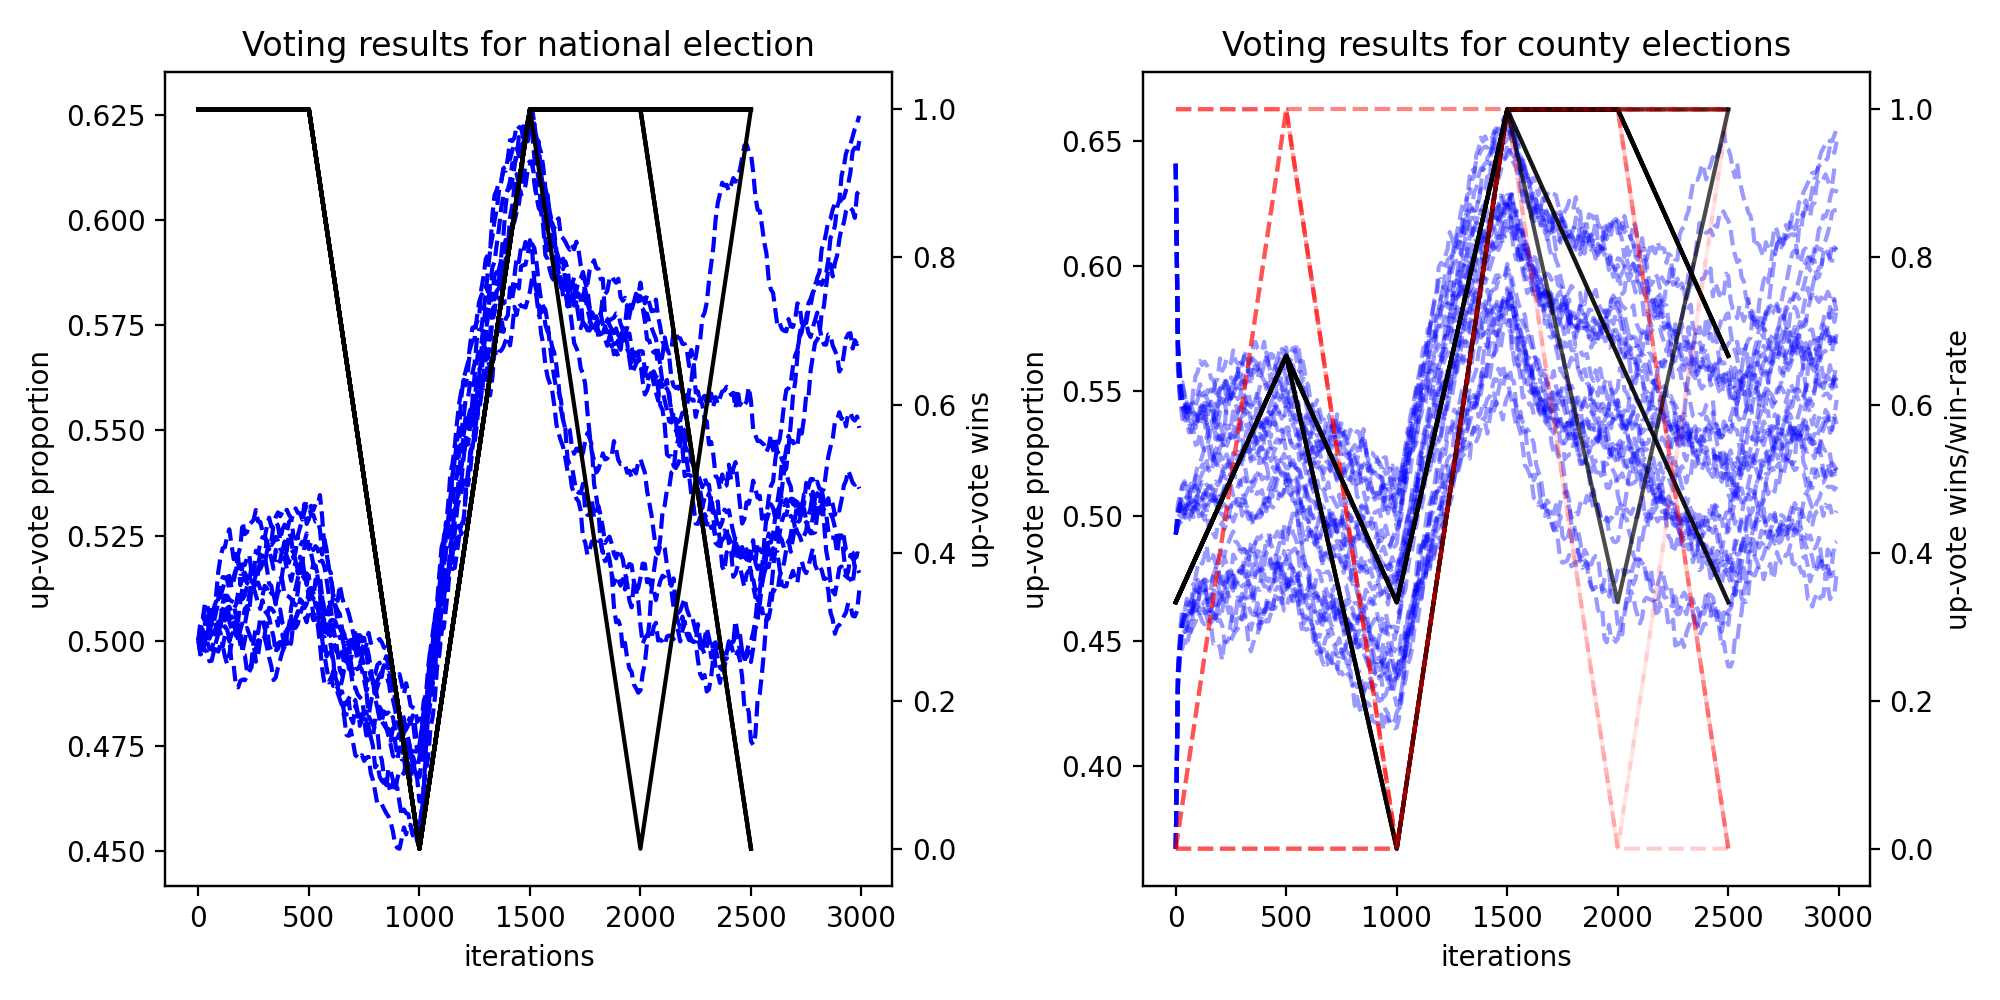 Voting results for national election
0.625
0.600
0.575
0.550
0.525
0.500
0.475
0.450
up-vote proportion
1.0
0.8
0.6
0.4
0.2
0.0
up-vote wins
0 500 1000 1500 2000 2500 3000
iterations
Voting results for county elections
0.65
0.60
0.55
0.50
0.45
0.40
up-vote proportion
1.0
0.8
0.6
0.4
0.2
0.0
up-vote wins/win-rate
0 500 1000 1500 2000 2500 3000
iterations